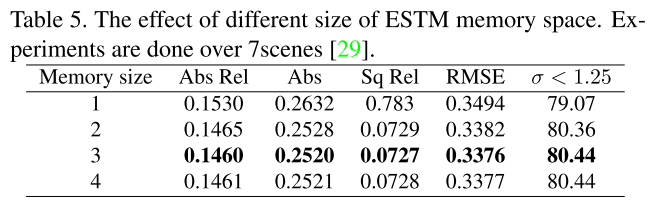 Table 5. The effect of different size of ESTM memory space. Ex-
periments are done over 7scenes [29].
Memory size Abs Rel Abs Sq Rel RMSE σ < 1.25
1 0.1530 0.2632 0.783 0.3494 79.07
2 0.1465 0.2528 0.0729 0.3382 80.36
3 0.1460 0.2520 0.0727 0.3376 80.44
4 0.1461 0.2521 0.0728 0.3377 80.44